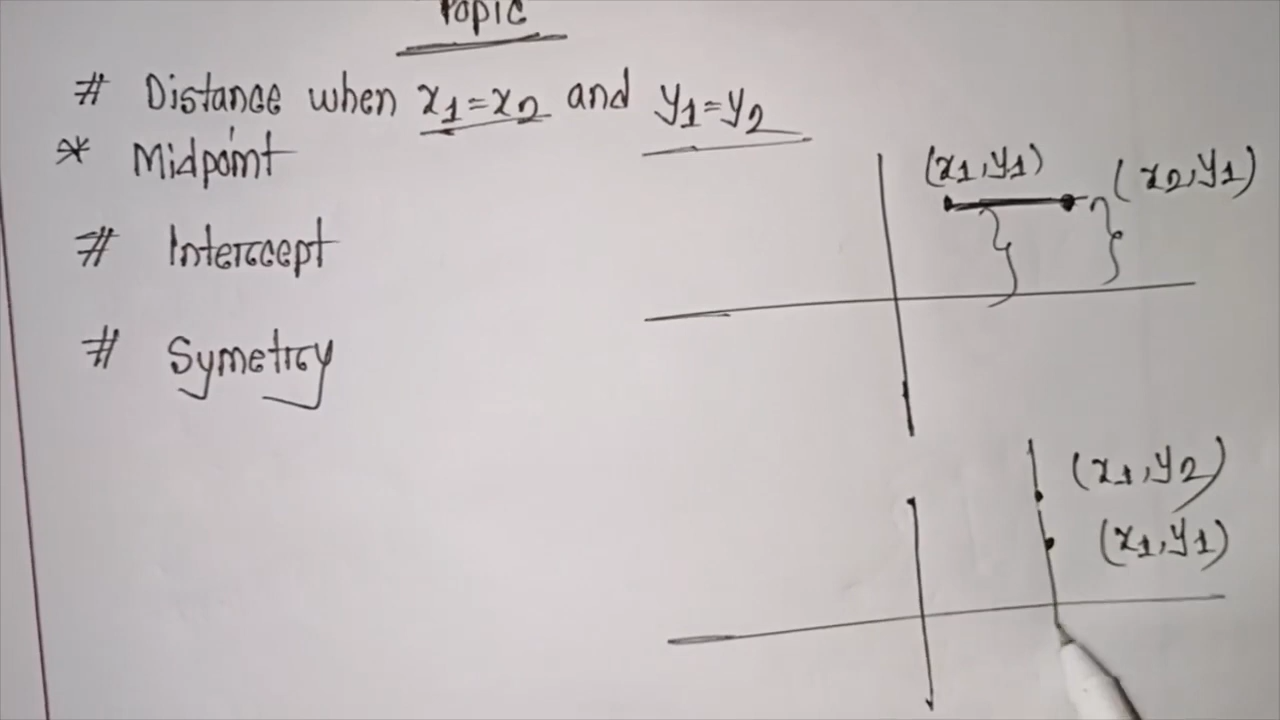 Topic
# Distance when x1=x2 and y1=y2
* Midpoint
# Intercept
# Symetry
(x1,y1) (x2,y1)
(x1,y2)
(x1,y1)